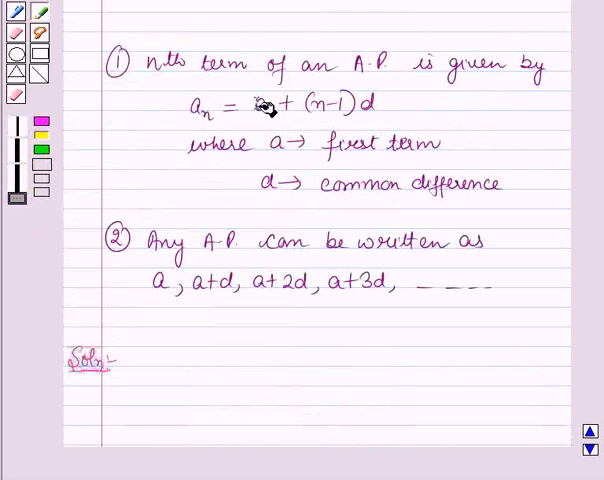 ① nth term of an A.P. is given by
an = + (n-1)d
where a → first term
d → common difference
② Any A.P. can be written as
a, a+d, a+2d, a+3d, _ _ _ _
Soln:-